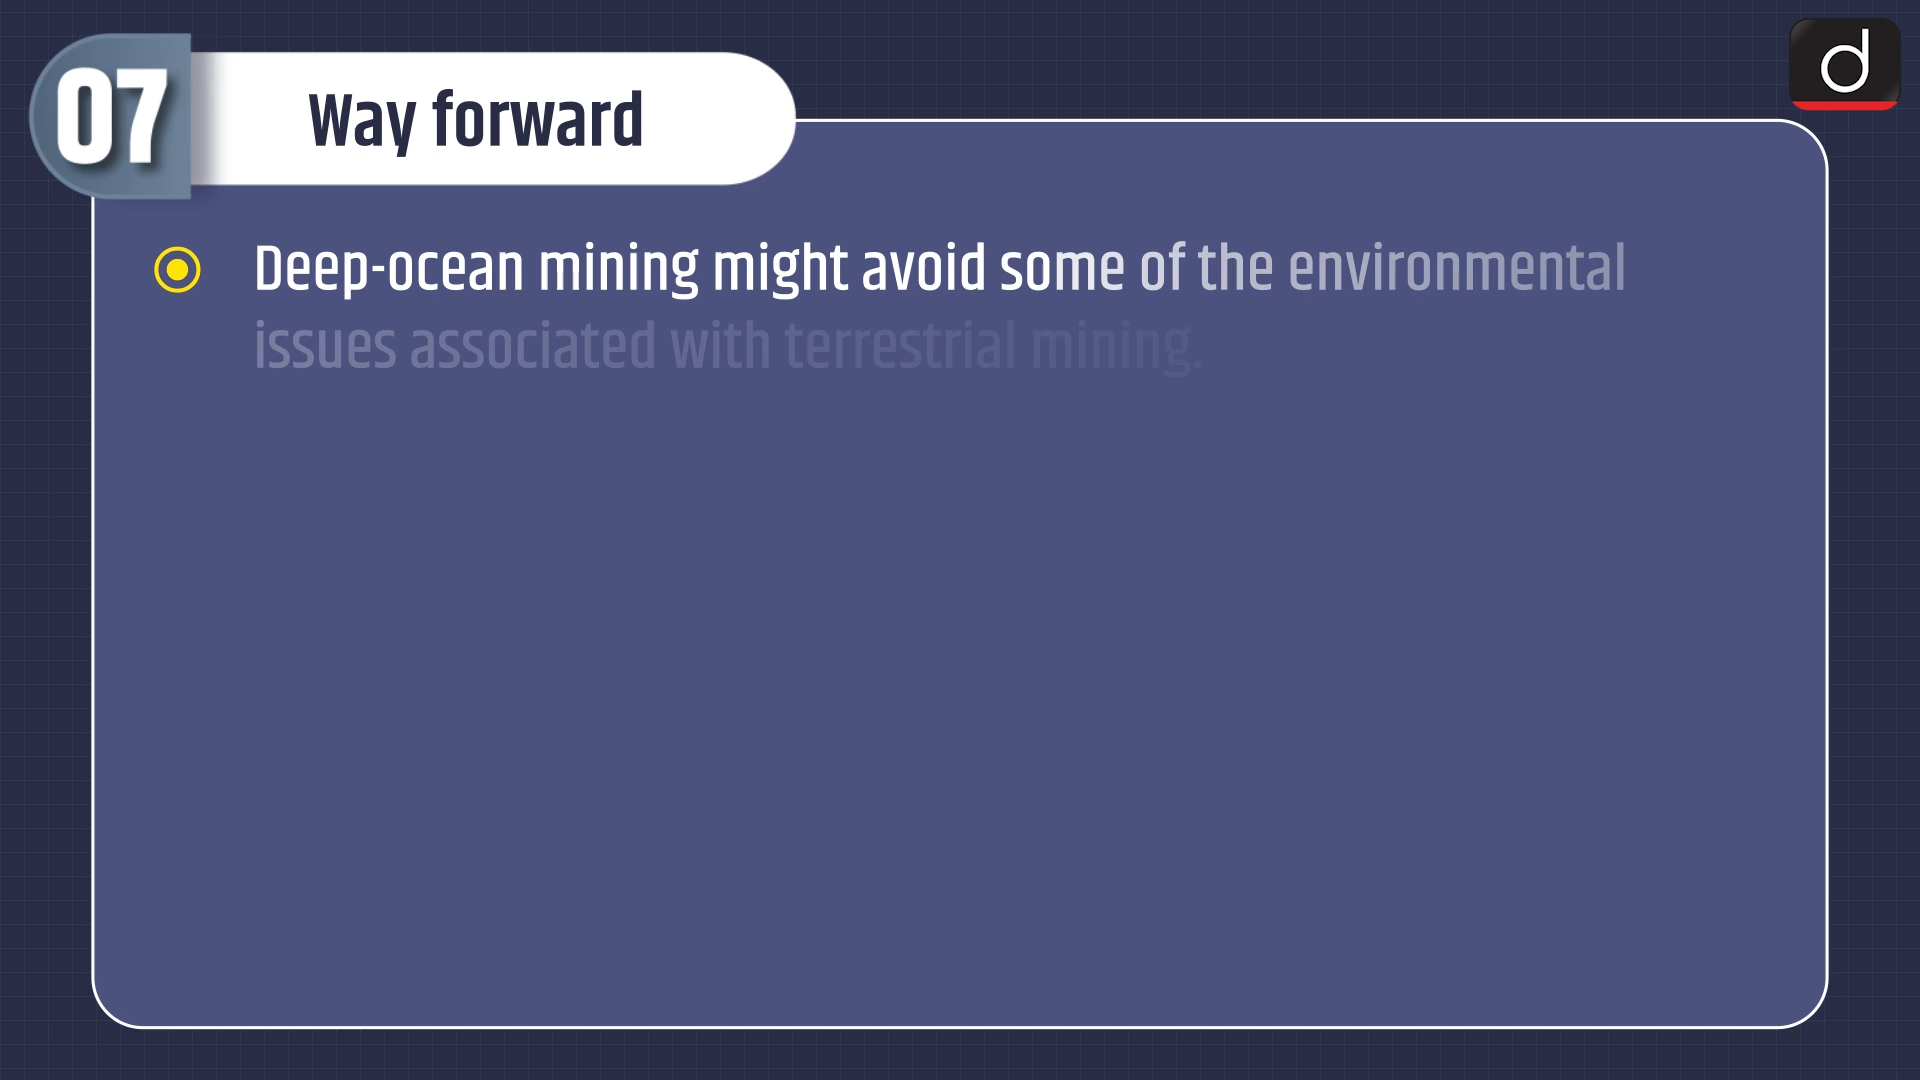 07
Way forward
d
Deep-ocean mining might avoid some of the environmental
issues associated with terrestrial mining.